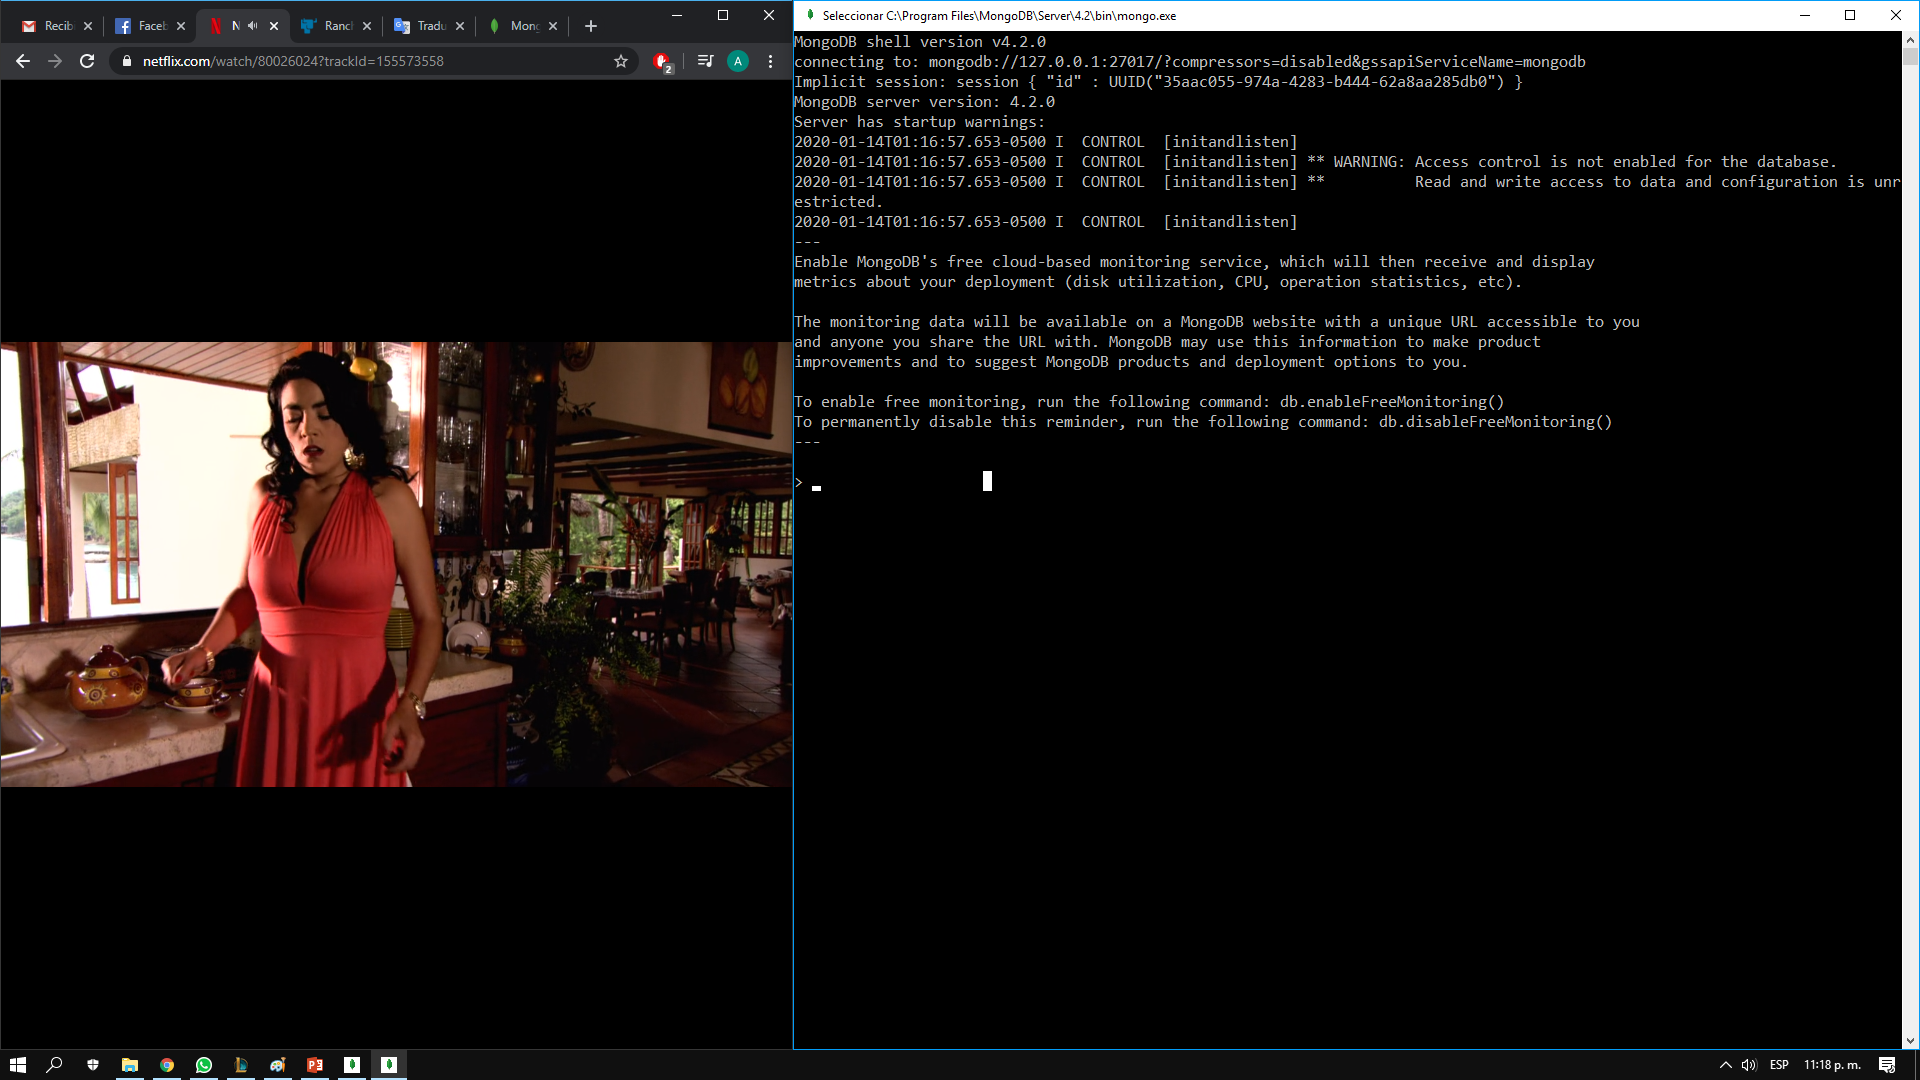 Recib
Faceb
N
Ranch
Tradu
Mong
netflix.com/watch/80026024?trackId=155573558
2
A
Seleccionar C:\Program Files\MongoDB\Server\4.2\bin\mongo.exe
MongoDB shell version v4.2.0
connecting to: mongodb://127.0.0.1:27017/?compressors=disabled&gssapiServiceName=mongodb
Implicit session: session { "id" : UUID("35aac055-974a-4283-b444-62a8aa285db0") }
MongoDB server version: 4.2.0
Server has startup warnings:
2020-01-14T01:16:57.653-0500 I  CONTROL  [initandlisten]
2020-01-14T01:16:57.653-0500 I  CONTROL  [initandlisten] ** WARNING: Access control is not enabled for the database.
2020-01-14T01:16:57.653-0500 I  CONTROL  [initandlisten] **          Read and write access to data and configuration is unr
estricted.
2020-01-14T01:16:57.653-0500 I  CONTROL  [initandlisten]
---
Enable MongoDB's free cloud-based monitoring service, which will then receive and display
metrics about your deployment (disk utilization, CPU, operation statistics, etc).
The monitoring data will be available on a MongoDB website with a unique URL accessible to you
and anyone you share the URL with. MongoDB may use this information to make product
improvements and to suggest MongoDB products and deployment options to you.
To enable free monitoring, run the following command: db.enableFreeMonitoring()
To permanently disable this reminder, run the following command: db.disableFreeMonitoring()
---
>
ESP
11:18 p. m.